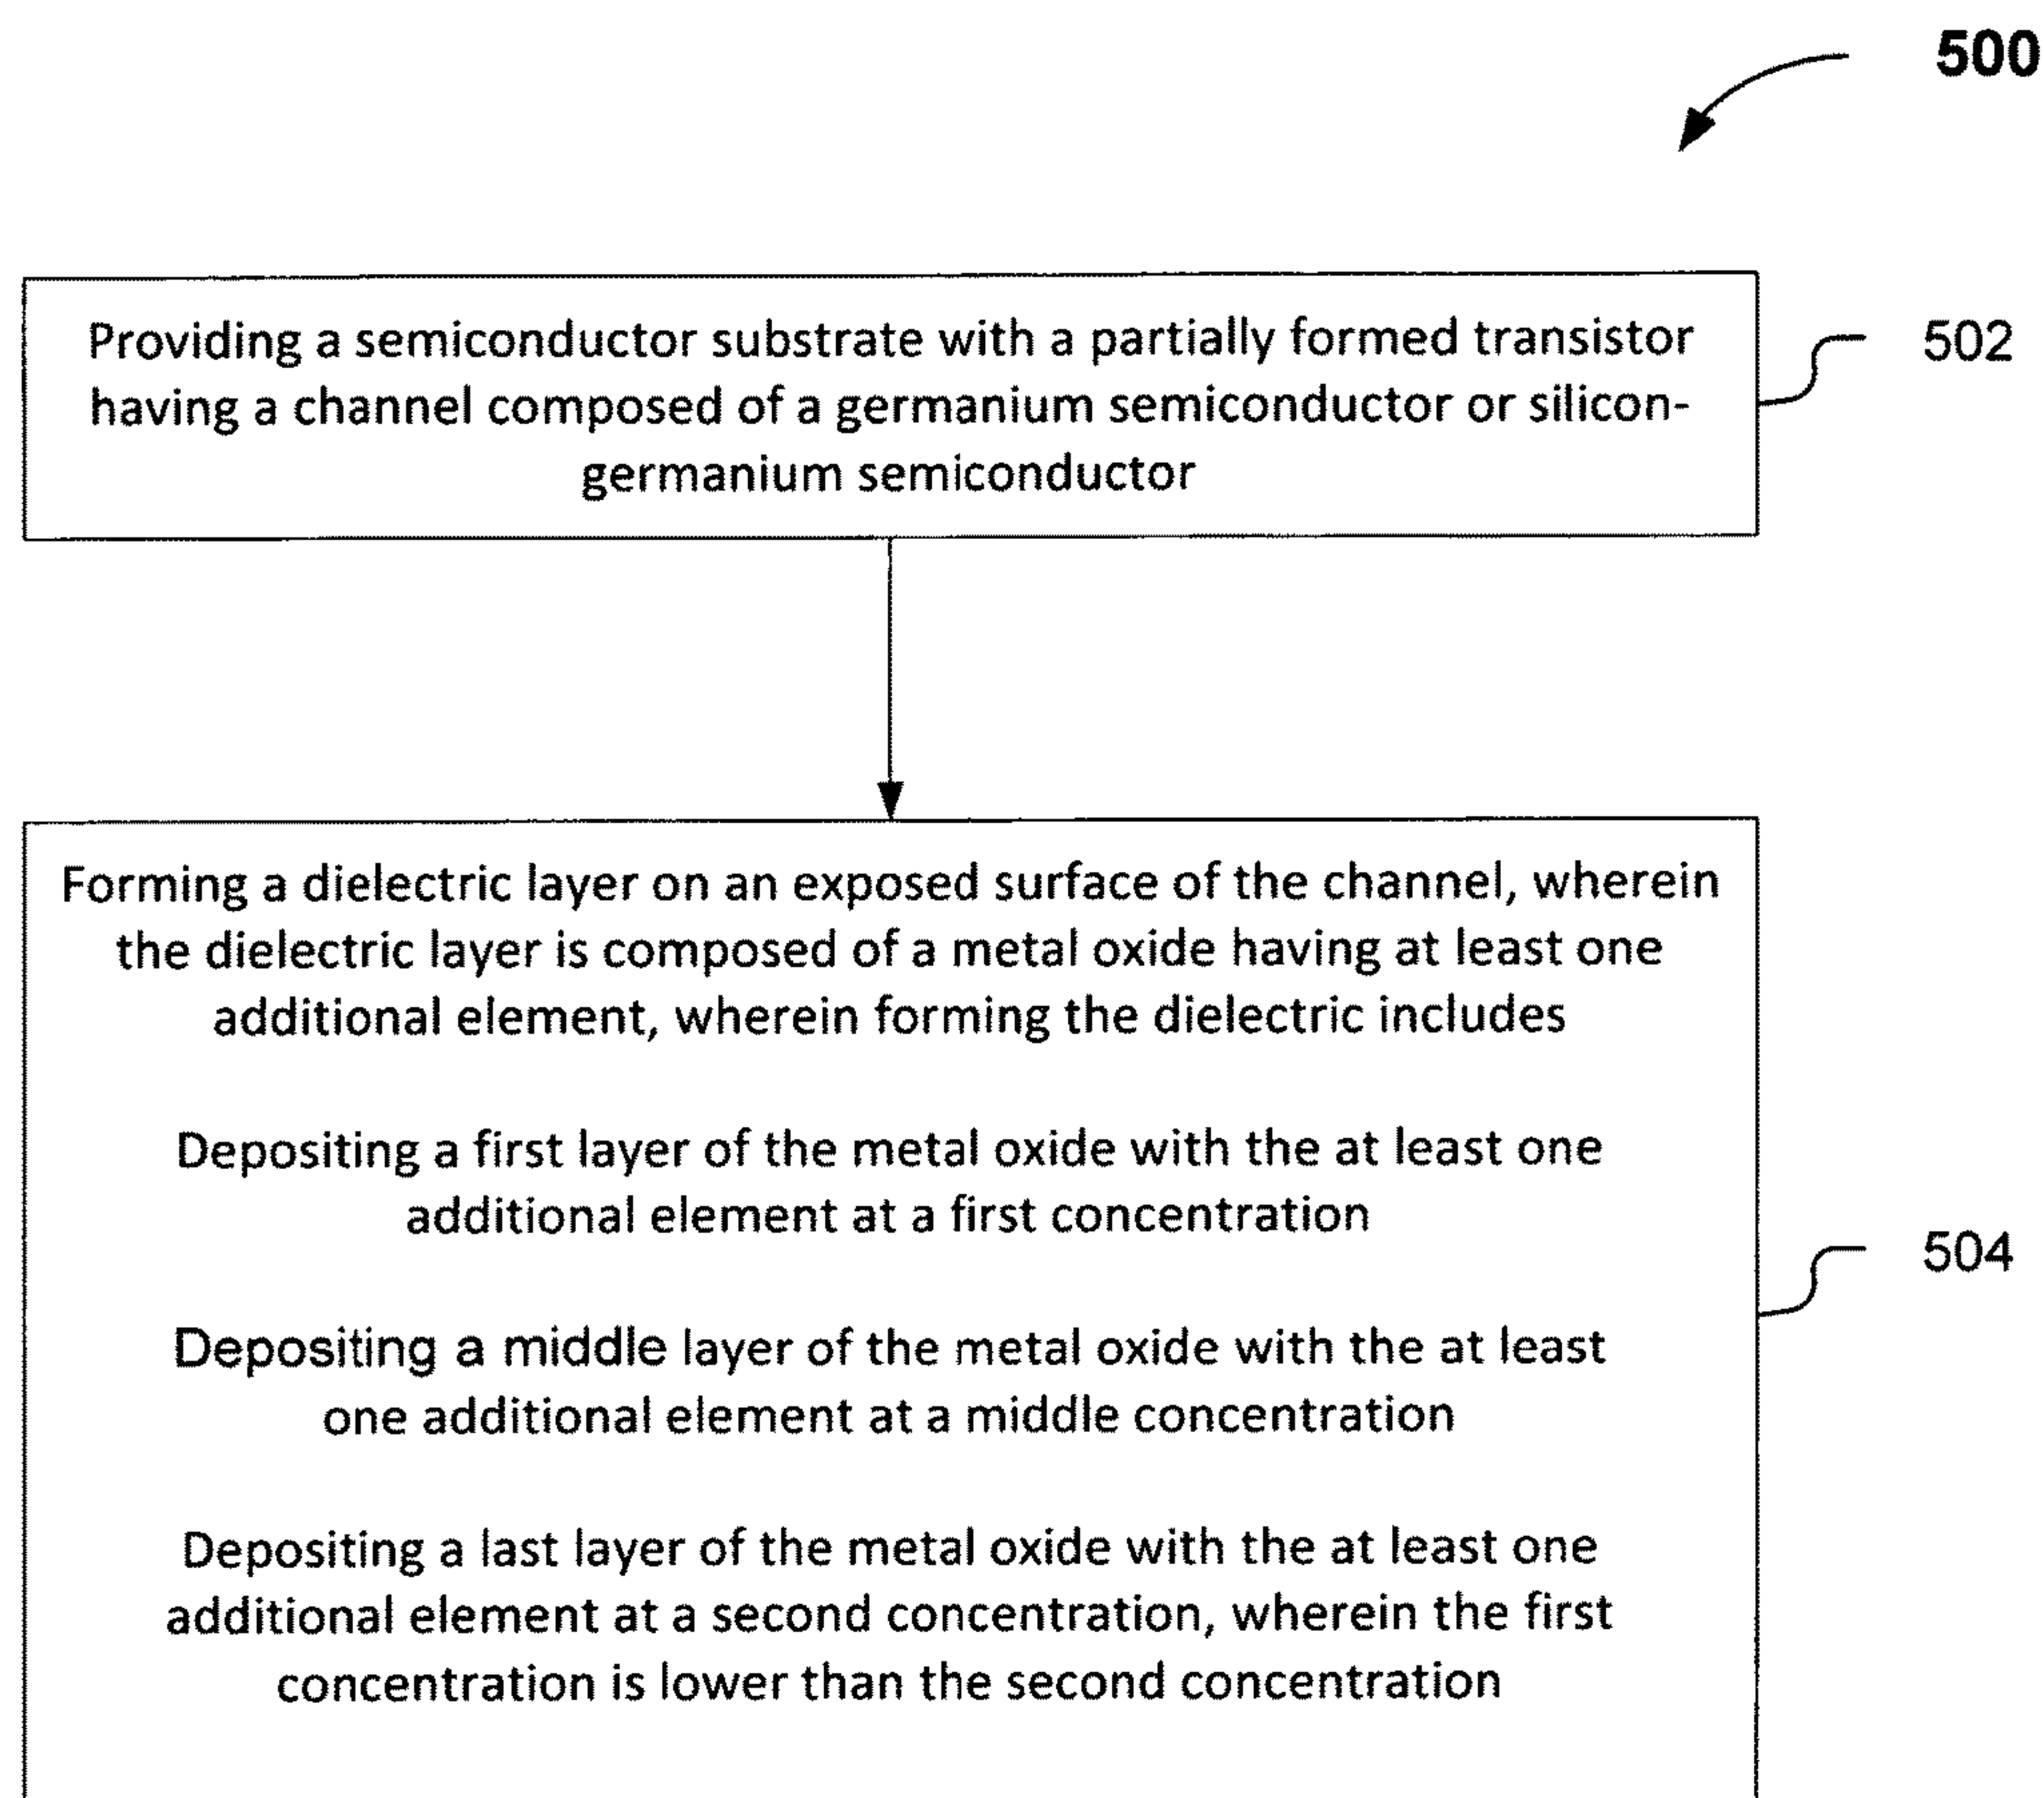 500
Providing a semiconductor substrate with a partially formed transistor
502
having a channel composed of a germanium semiconductor or silicon-
germanium semiconductor
Forming a dielectric layer on an exposed surface of the channel, wherein
the dielectric layer is composed of a metal oxide having at least one
additional element, wherein forming the dielectric includes
Depositing a first layer of the metal oxide with the at least one
additional element at a first concentration
504
Depositing a middle layer of the metal oxide with the at least
one additional element at a middle concentration
Depositing a last layer of the metal oxide with the at least one
additional element at a second concentration, wherein the first
concentration is lower than the second concentration